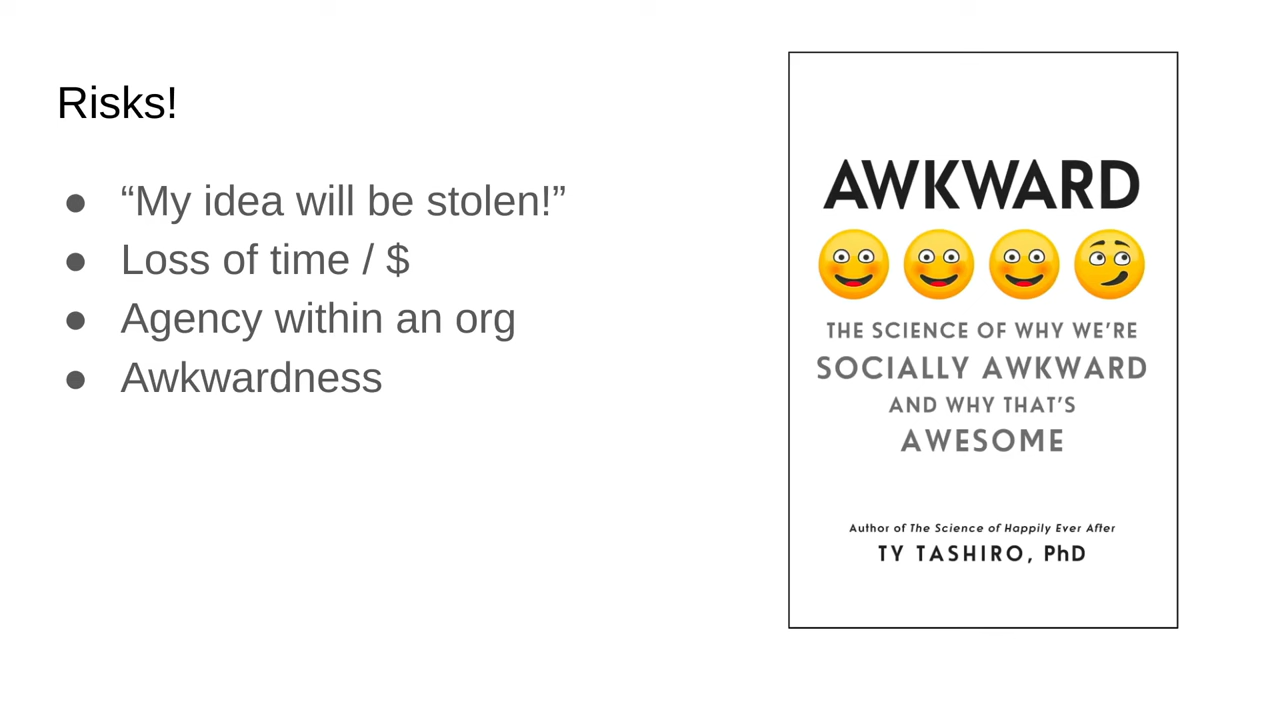 Risks!
● “My idea will be stolen!”
● Loss of time / $
● Agency within an org
● Awkwardness
AWKWARD
THE SCIENCE OF WHY WE’RE
SOCIALLY AWKWARD
AND WHY THAT’S
AWESOME
Author of The Science of Happily Ever After
TY TASHIRO, PhD